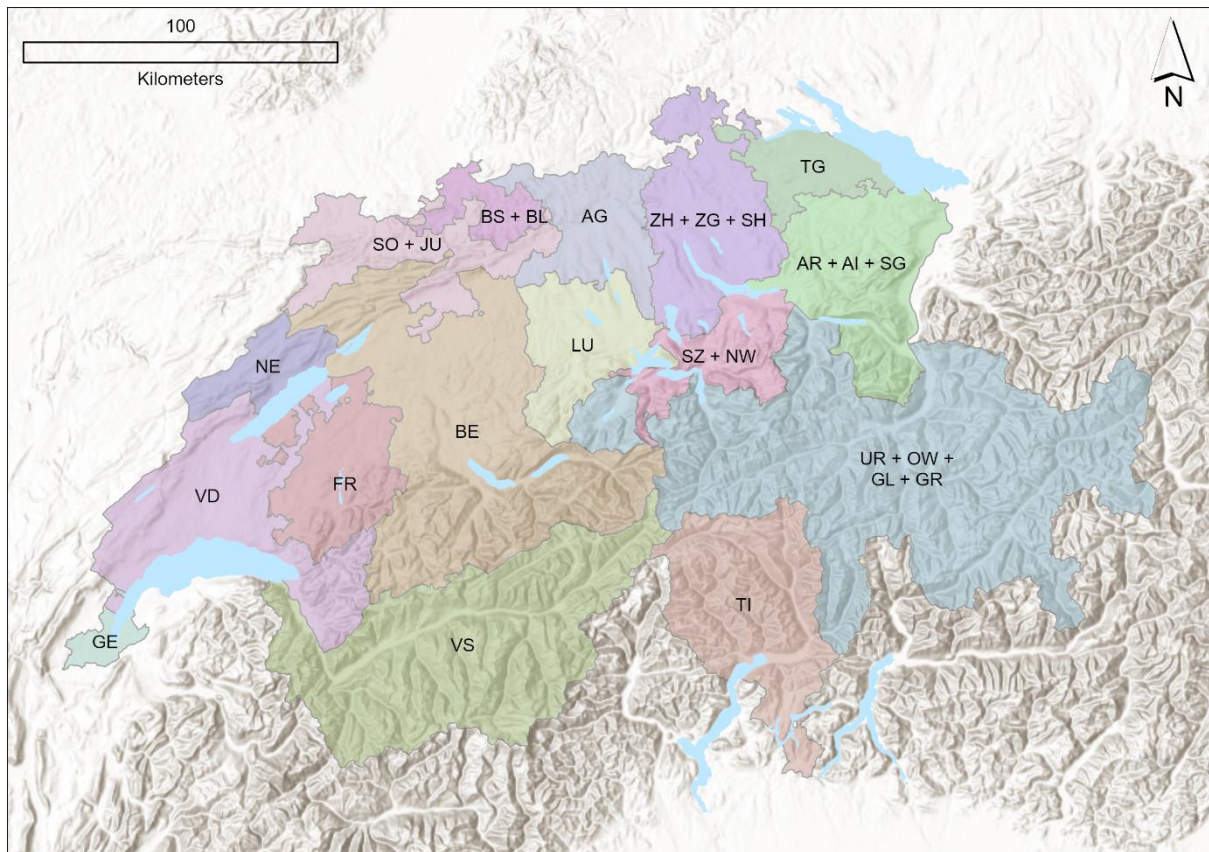 100
Kilometers
N
TG
BS + BL
AG
ZH + ZG + SH
SO + JU
AR + AI + SG
NE
LU
SZ + NW
BE
UR + OW +
GL + GR
VD
FR
TI
GE
VS